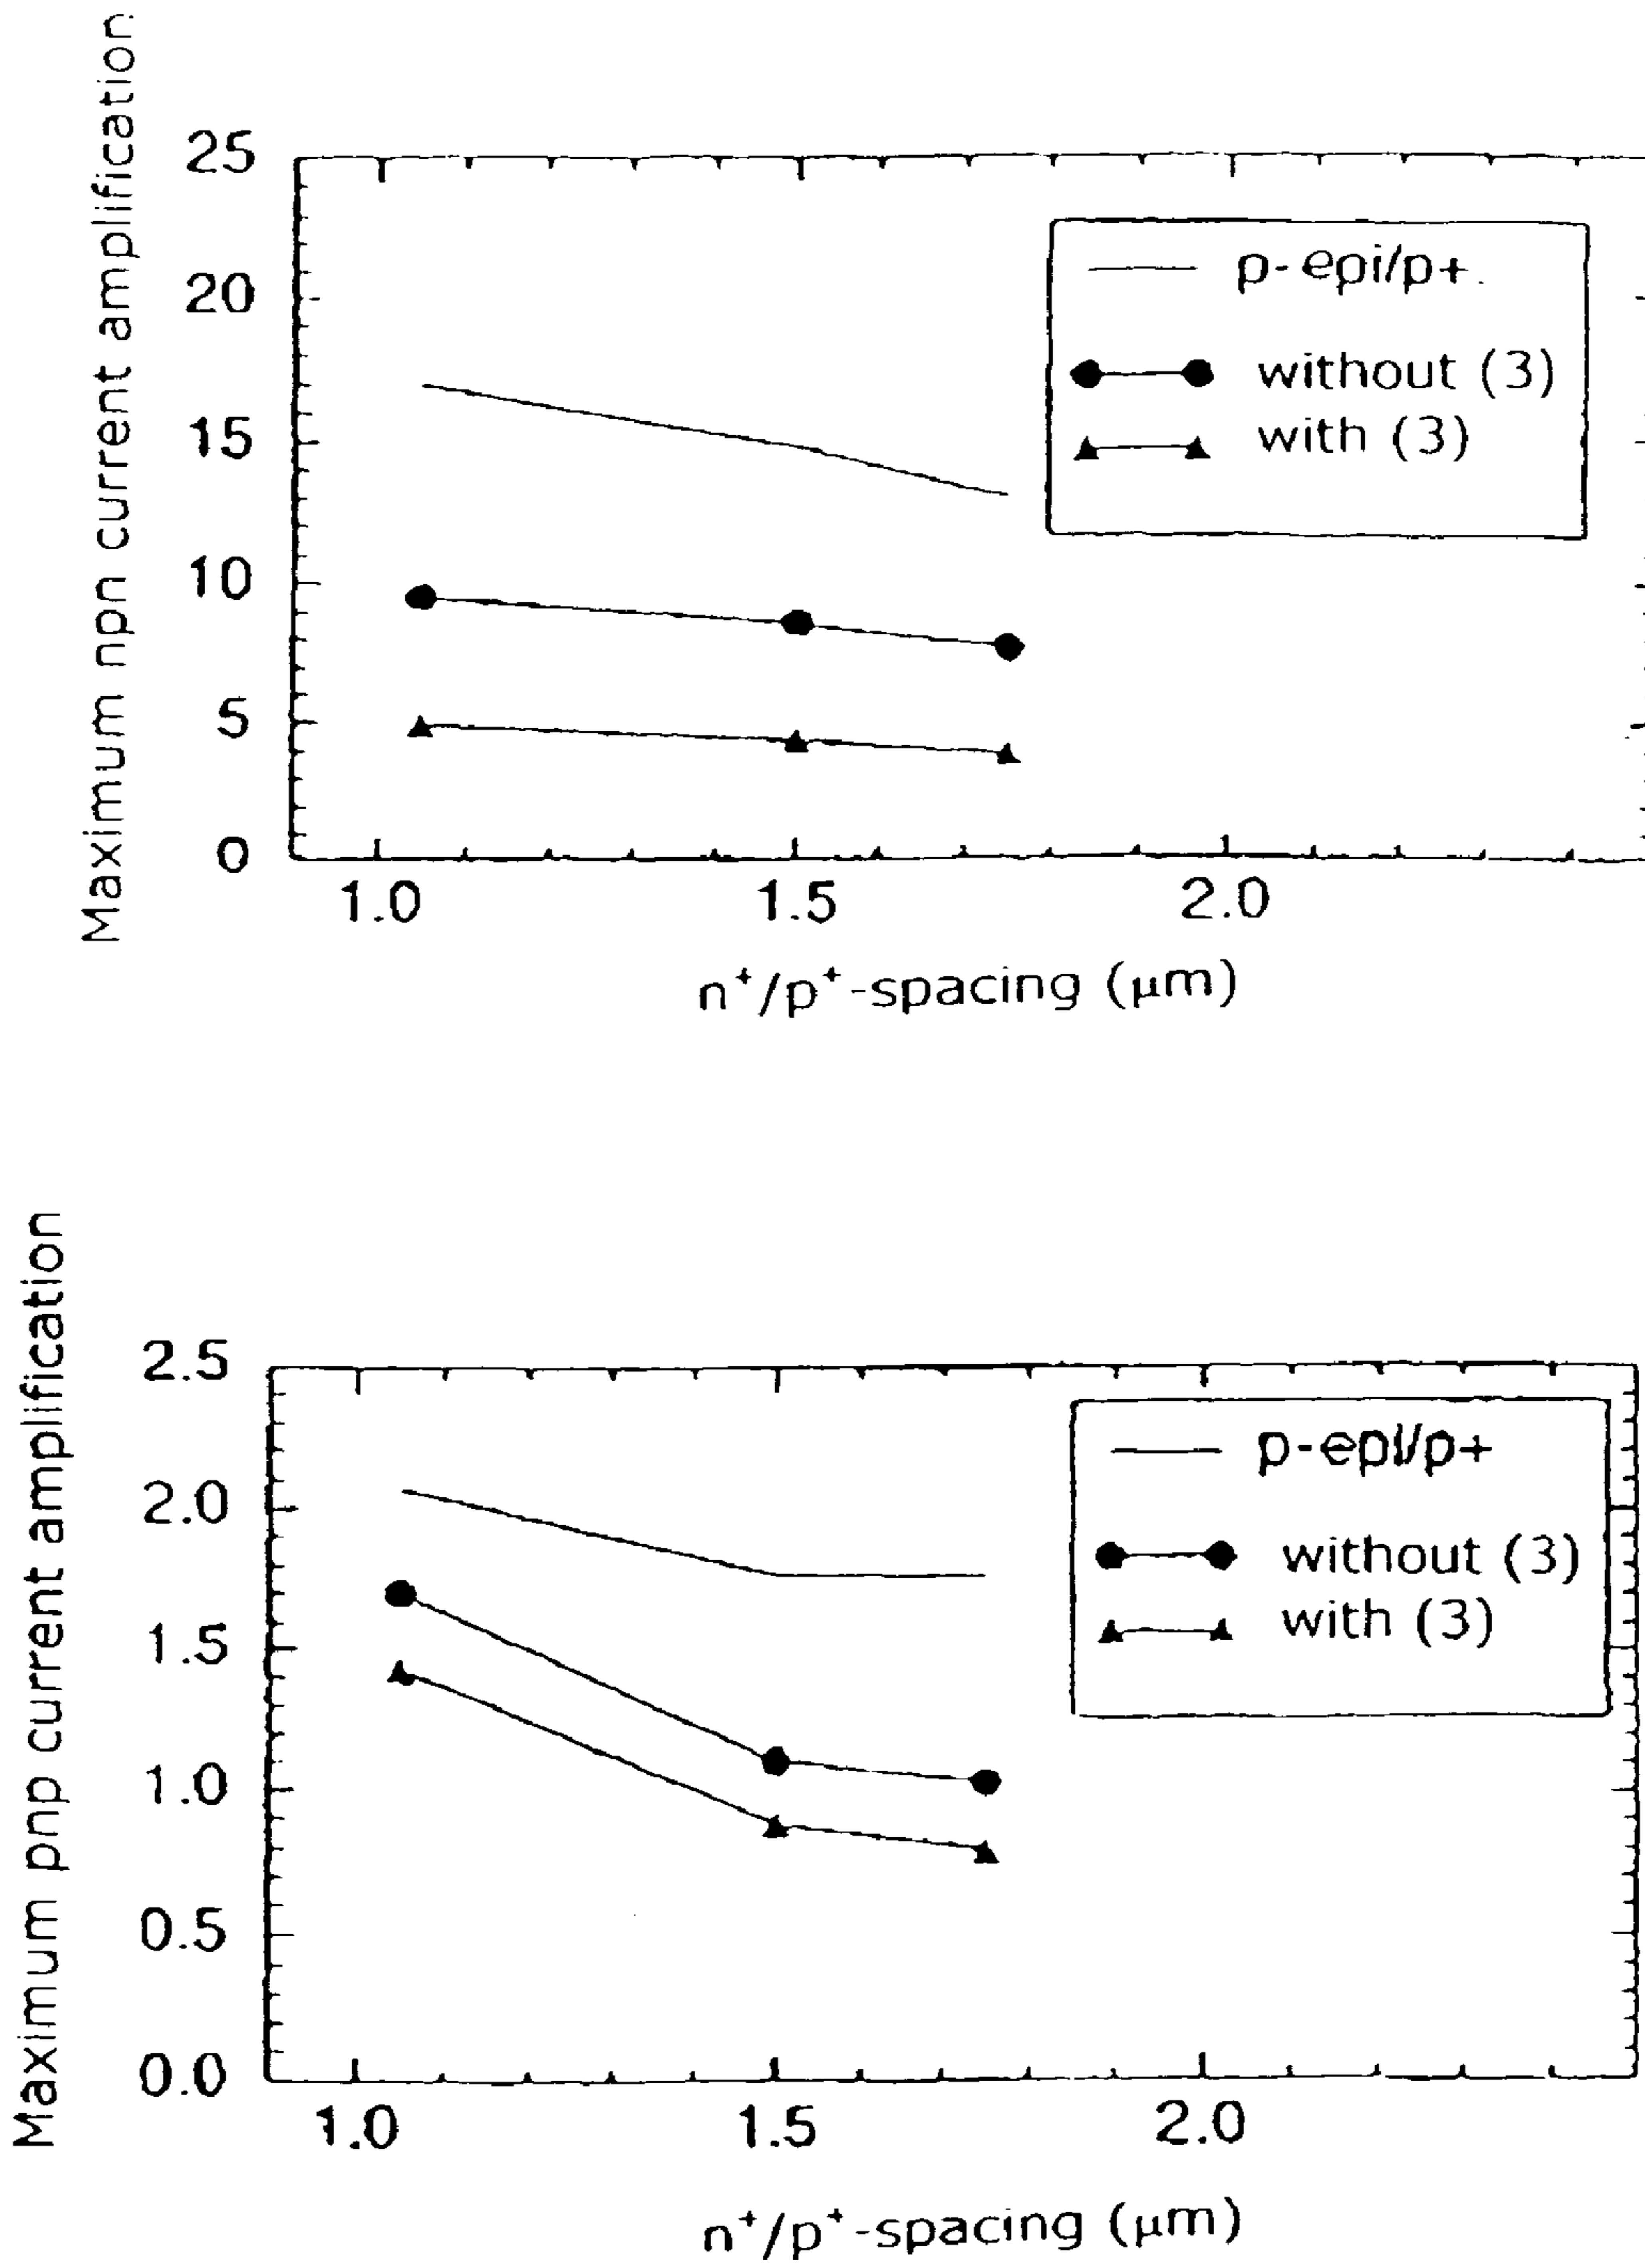 Maximum npn current amplification
25
20
15
10
5
0
1.0 1.5 2.0
n⁺/p⁺-spacing (μm)
p-epi/p+
without (3)
with (3)
Maximum pnp current amplification
2.5
2.0
1.5
1.0
0.5
0.0
1.0 1.5 2.0
n⁺/p⁺-spacing (μm)
p-epi/p+
without (3)
with (3)